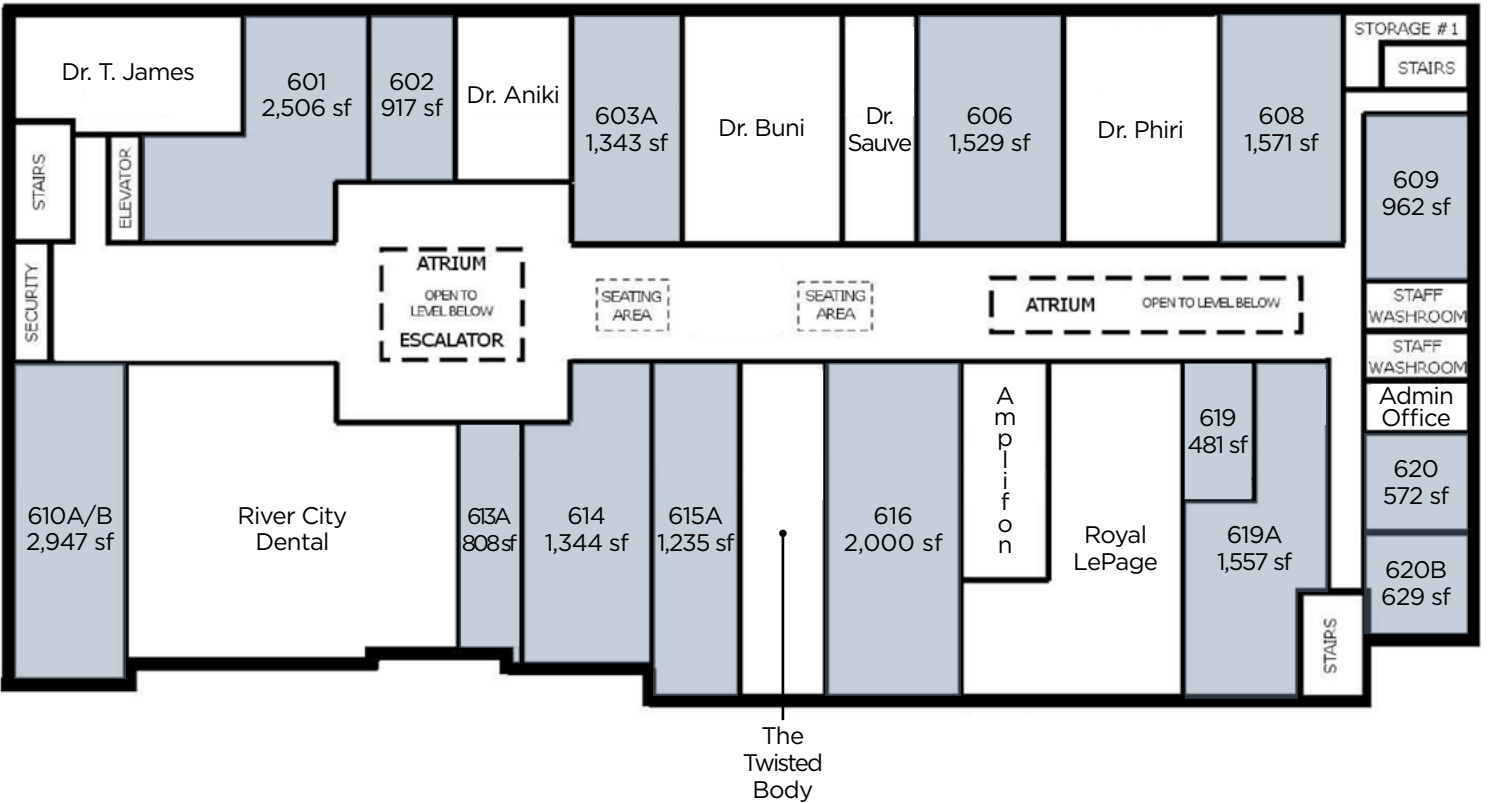 Dr. T. James
601
2,506 sf
602
917 sf
Dr. Aniki
603A
1,343 sf
Dr. Buni
Dr.
Sauve
606
1,529 sf
Dr. Phiri
608
1,571 sf
STORAGE #1
STAIRS
STAIRS
ELEVATOR
609
962 sf
SECURITY
ATRIUM
OPEN TO
LEVEL BELOW
ESCALATOR
SEATING
AREA
SEATING
AREA
ATRIUM
OPEN TO LEVEL BELOW
STAFF
WASHROOM
STAFF
WASHROOM
Admin
Office
610A/B
2,947 sf
River City
Dental
613A
808 sf
614
1,344 sf
615A
1,235 sf
616
2,000 sf
Amplifon
Royal
LePage
619
481 sf
619A
1,557 sf
620
572 sf
620B
629 sf
STAIRS
The
Twisted
Body